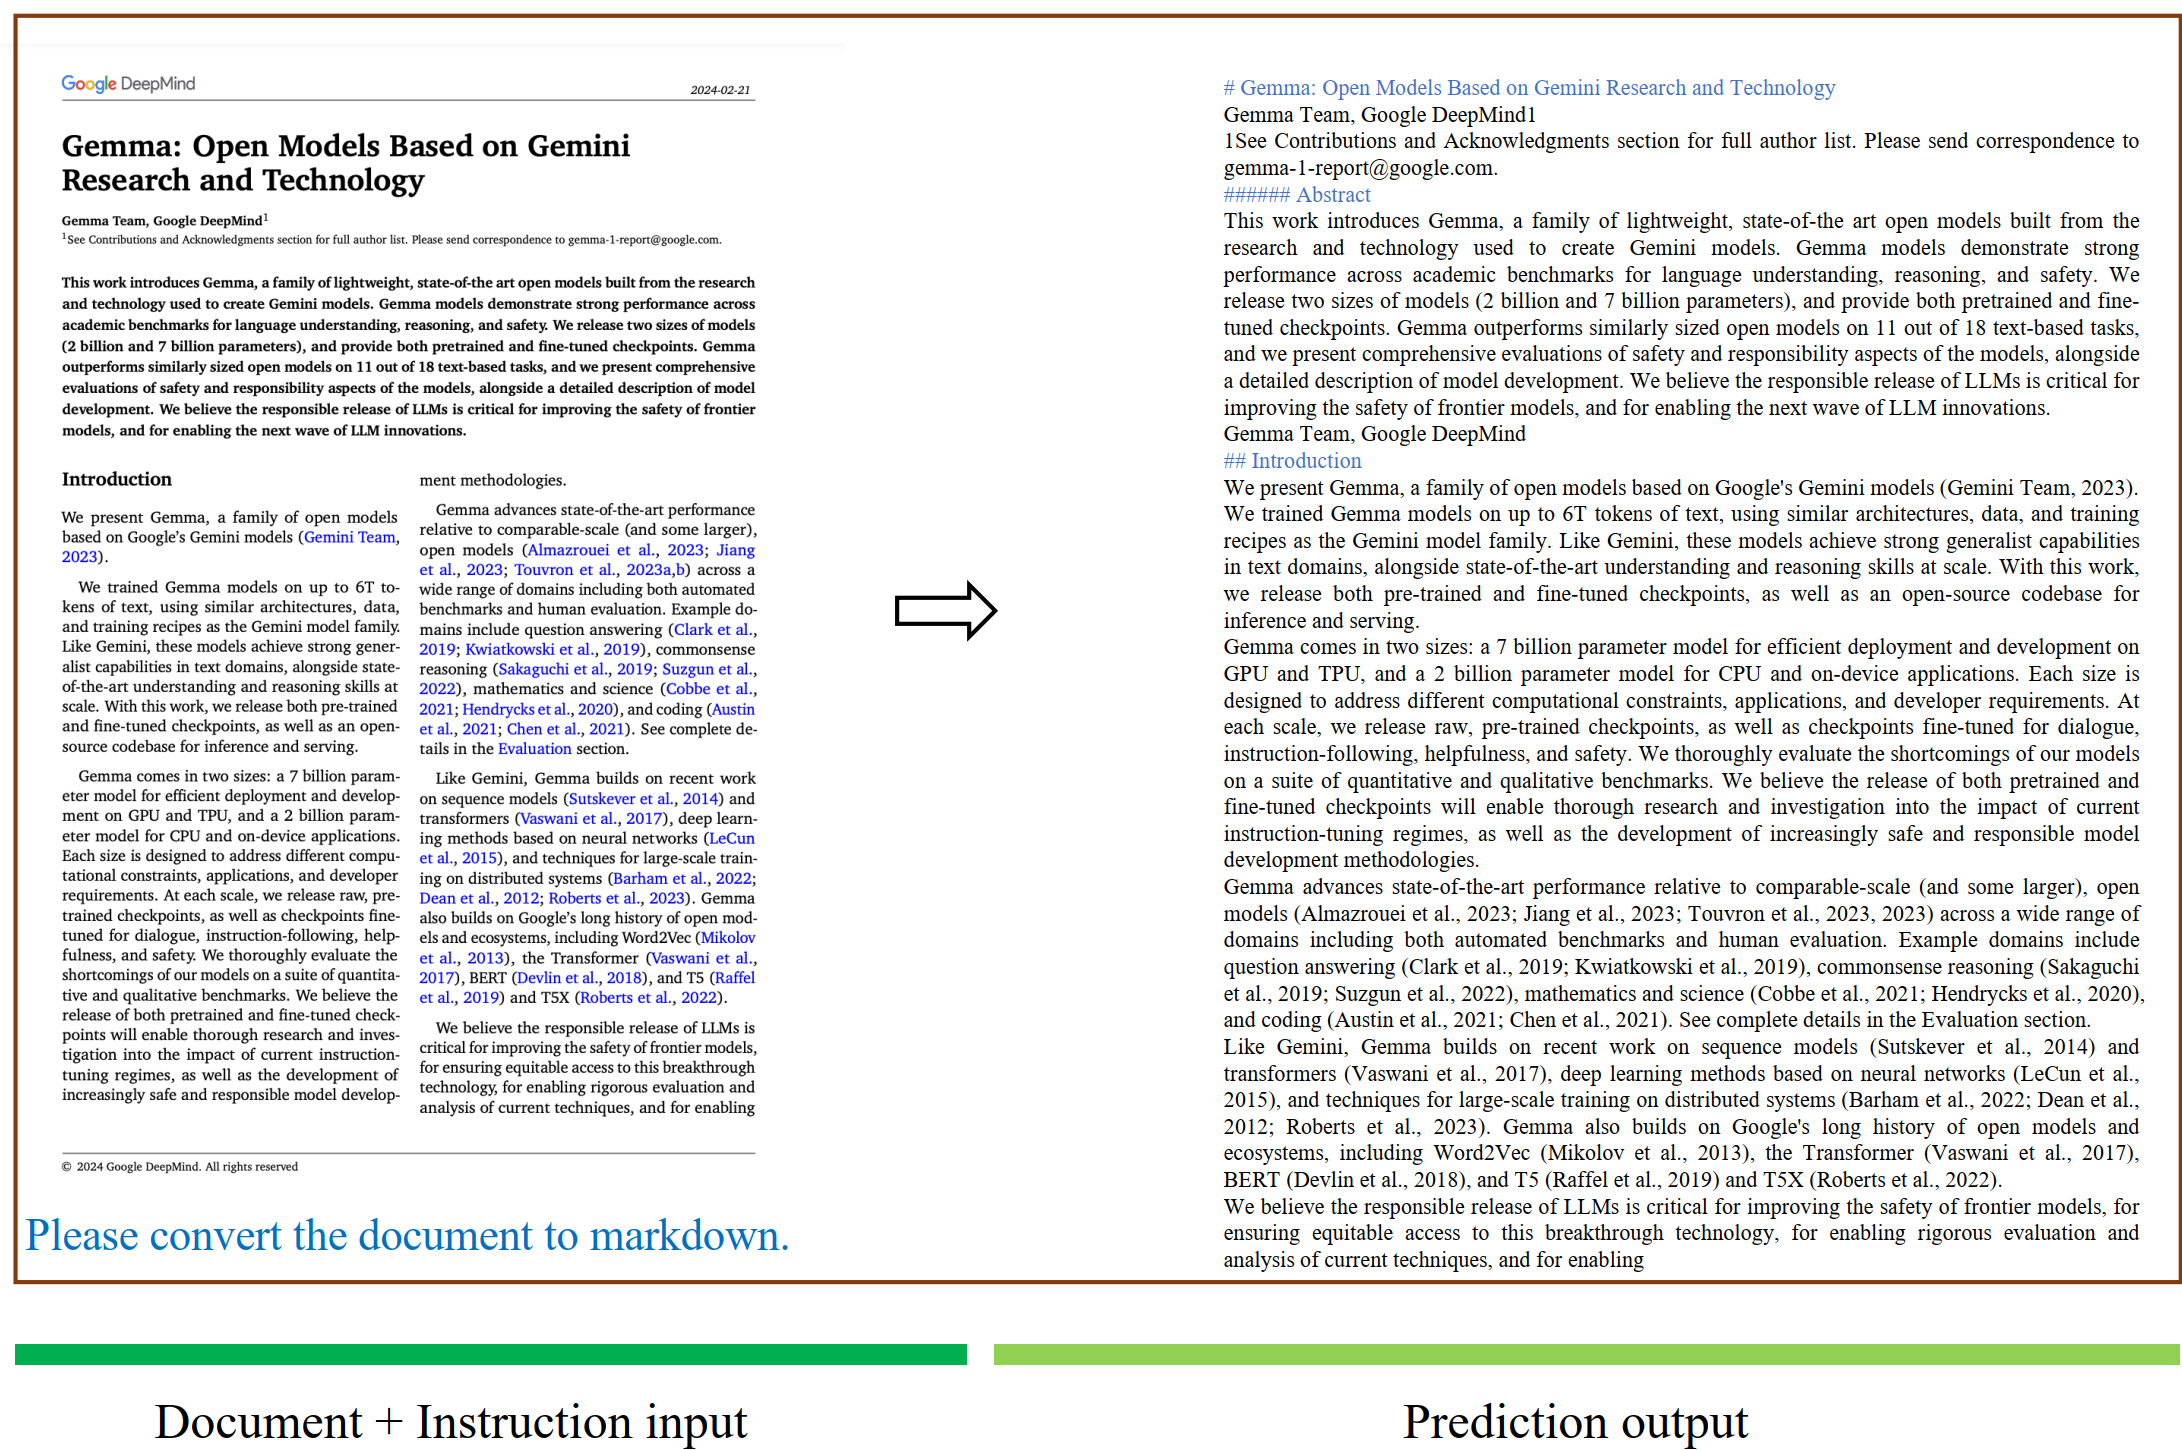 Google DeepMind
2024-02-21
Gemma: Open Models Based on Gemini
Research and Technology
Gemma Team, Google DeepMind1
1See Contributions and Acknowledgments section for full author list. Please send correspondence to gemma-1-report@google.com.
This work introduces Gemma, a family of lightweight, state-of-the art open models built from the research
and technology used to create Gemini models. Gemma models demonstrate strong performance across
academic benchmarks for language understanding, reasoning, and safety. We release two sizes of models
(2 billion and 7 billion parameters), and provide both pretrained and fine-tuned checkpoints. Gemma
outperforms similarly sized open models on 11 out of 18 text-based tasks, and we present comprehensive
evaluations of safety and responsibility aspects of the models, alongside a detailed description of model
development. We believe the responsible release of LLMs is critical for improving the safety of frontier
models, and for enabling the next wave of LLM innovations.
Introduction
We present Gemma, a family of open models
based on Google's Gemini models (Gemini Team,
2023).
We trained Gemma models on up to 6T to-
kens of text, using similar architectures, data,
and training recipes as the Gemini model family.
Like Gemini, these models achieve strong gener-
alist capabilities in text domains, alongside state-
of-the-art understanding and reasoning skills at
scale. With this work, we release both pre-trained
and fine-tuned checkpoints, as well as an open-
source codebase for inference and serving.
Gemma comes in two sizes: a 7 billion param-
eter model for efficient deployment and develop-
ment on GPU and TPU, and a 2 billion param-
eter model for CPU and on-device applications.
Each size is designed to address different compu-
tational constraints, applications, and developer
requirements. At each scale, we release raw, pre-
trained checkpoints, as well as checkpoints fine-
tuned for dialogue, instruction-following, help-
fulness, and safety. We thoroughly evaluate the
shortcomings of our models on a suite of quantita-
tive and qualitative benchmarks. We believe the
release of both pretrained and fine-tuned check-
points will enable thorough research and inves-
tigation into the impact of current instruction-
tuning regimes, as well as the development of
increasingly safe and responsible model develop-
ment methodologies.
Gemma advances state-of-the-art performance
relative to comparable-scale (and some larger),
open models (Almazrouei et al., 2023; Jiang
et al., 2023; Touvron et al., 2023a,b) across a
wide range of domains including both automated
benchmarks and human evaluation. Example do-
mains include question answering (Clark et al.,
2019; Kwiatkowski et al., 2019), commonsense
reasoning (Sakaguchi et al., 2019; Suzgun et al.,
2022), mathematics and science (Cobbe et al.,
2021; Hendrycks et al., 2020), and coding (Austin
et al., 2021; Chen et al., 2021). See complete de-
tails in the Evaluation section.
Like Gemini, Gemma builds on recent work
on sequence models (Sutskever et al., 2014) and
transformers (Vaswani et al., 2017), deep learn-
ing methods based on neural networks (LeCun
et al., 2015), and techniques for large-scale train-
ing on distributed systems (Barham et al., 2022;
Dean et al., 2012; Roberts et al., 2023). Gemma
also builds on Google's long history of open mod-
els and ecosystems, including Word2Vec (Mikolov
et al., 2013), the Transformer (Vaswani et al.,
2017), BERT (Devlin et al., 2018), and T5 (Raffel
et al., 2019) and T5X (Roberts et al., 2022).
We believe the responsible release of LLMs is
critical for improving the safety of frontier models,
for ensuring equitable access to this breakthrough
technology, for enabling rigorous evaluation and
analysis of current techniques, and for enabling
© 2024 Google DeepMind. All rights reserved
Please convert the document to markdown.
# Gemma: Open Models Based on Gemini Research and Technology
Gemma Team, Google DeepMind1
1See Contributions and Acknowledgments section for full author list. Please send correspondence to
gemma-1-report@google.com.
###### Abstract
This work introduces Gemma, a family of lightweight, state-of-the art open models built from the
research and technology used to create Gemini models. Gemma models demonstrate strong
performance across academic benchmarks for language understanding, reasoning, and safety. We
release two sizes of models (2 billion and 7 billion parameters), and provide both pretrained and fine-
tuned checkpoints. Gemma outperforms similarly sized open models on 11 out of 18 text-based tasks,
and we present comprehensive evaluations of safety and responsibility aspects of the models, alongside
a detailed description of model development. We believe the responsible release of LLMs is critical for
improving the safety of frontier models, and for enabling the next wave of LLM innovations.
Gemma Team, Google DeepMind
## Introduction
We present Gemma, a family of open models based on Google's Gemini models (Gemini Team, 2023).
We trained Gemma models on up to 6T tokens of text, using similar architectures, data, and training
recipes as the Gemini model family. Like Gemini, these models achieve strong generalist capabilities
in text domains, alongside state-of-the-art understanding and reasoning skills at scale. With this work,
we release both pre-trained and fine-tuned checkpoints, as well as an open-source codebase for
inference and serving.
Gemma comes in two sizes: a 7 billion parameter model for efficient deployment and development on
GPU and TPU, and a 2 billion parameter model for CPU and on-device applications. Each size is
designed to address different computational constraints, applications, and developer requirements. At
each scale, we release raw, pre-trained checkpoints, as well as checkpoints fine-tuned for dialogue,
instruction-following, helpfulness, and safety. We thoroughly evaluate the shortcomings of our models
on a suite of quantitative and qualitative benchmarks. We believe the release of both pretrained and
fine-tuned checkpoints will enable thorough research and investigation into the impact of current
instruction-tuning regimes, as well as the development of increasingly safe and responsible model
development methodologies.
Gemma advances state-of-the-art performance relative to comparable-scale (and some larger), open
models (Almazrouei et al., 2023; Jiang et al., 2023; Touvron et al., 2023, 2023) across a wide range of
domains including both automated benchmarks and human evaluation. Example domains include
question answering (Clark et al., 2019; Kwiatkowski et al., 2019), commonsense reasoning (Sakaguchi
et al., 2019; Suzgun et al., 2022), mathematics and science (Cobbe et al., 2021; Hendrycks et al., 2020),
and coding (Austin et al., 2021; Chen et al., 2021). See complete details in the Evaluation section.
Like Gemini, Gemma builds on recent work on sequence models (Sutskever et al., 2014) and
transformers (Vaswani et al., 2017), deep learning methods based on neural networks (LeCun et al.,
2015), and techniques for large-scale training on distributed systems (Barham et al., 2022; Dean et al.,
2012; Roberts et al., 2023). Gemma also builds on Google's long history of open models and
ecosystems, including Word2Vec (Mikolov et al., 2013), the Transformer (Vaswani et al., 2017),
BERT (Devlin et al., 2018), and T5 (Raffel et al., 2019) and T5X (Roberts et al., 2022).
We believe the responsible release of LLMs is critical for improving the safety of frontier models, for
ensuring equitable access to this breakthrough technology, for enabling rigorous evaluation and
analysis of current techniques, and for enabling
Document + Instruction input
Prediction output